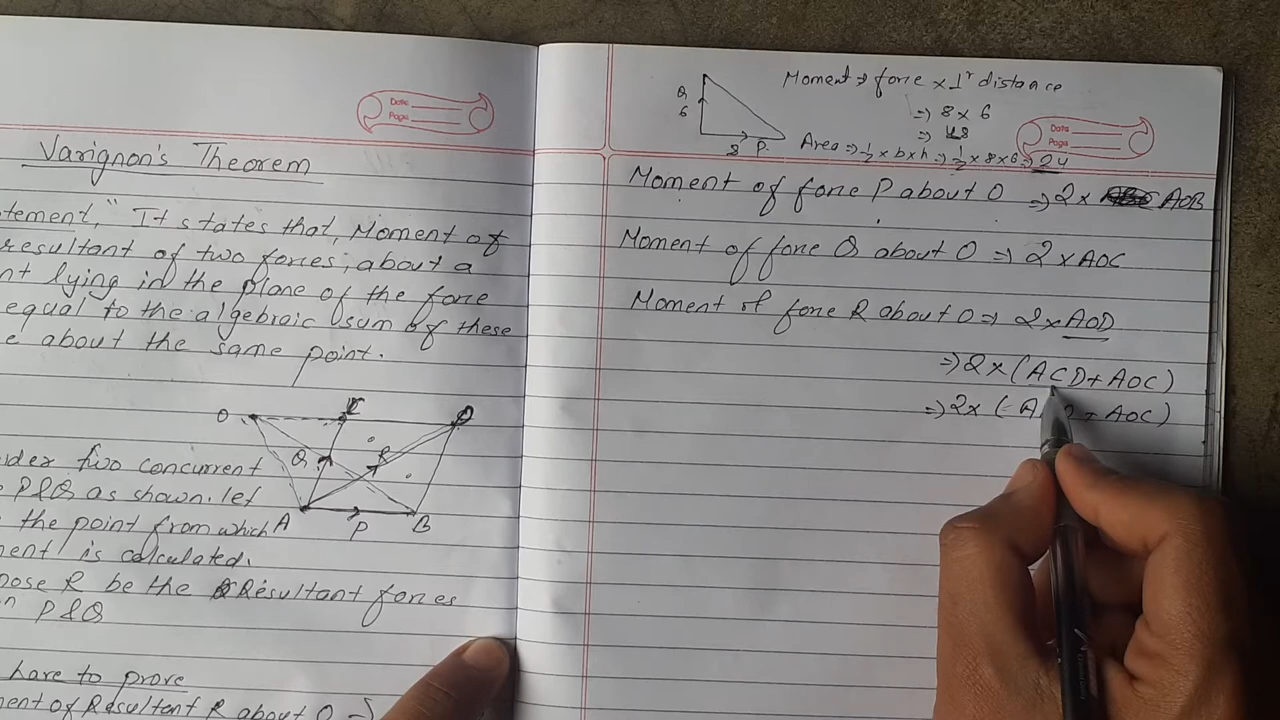 Date
Page
Varignon's Theorem
tement, "It states that, Moment of
resultant of two forces, about a
nt lying in the plane of the force
equal to the algebraic sum of these
e about the same point.
O
C
D
Q
R
A
P
B
ider two concurrent
P&Q as shown. let
the point from which
ment is calculated.
pose R be the Resultant forces
n P&Q
have to prove
ment of Resultant R about O ⇒
Moment ⇒ force × ⊥r distance
⇒ 8 × 6
⇒ 48
Q
6
8 P
Area ⇒ 1/2 × b × h ⇒ 1/2 × 8 × 6 ⇒ 24
Date
Page
Moment of force P about O ⇒ 2 × AOB
Moment of force Q about O ⇒ 2 × AOC
Moment of force R about O ⇒ 2 × AOD
⇒ 2 × (ACD + AOC)
⇒ 2 × ( AOC)